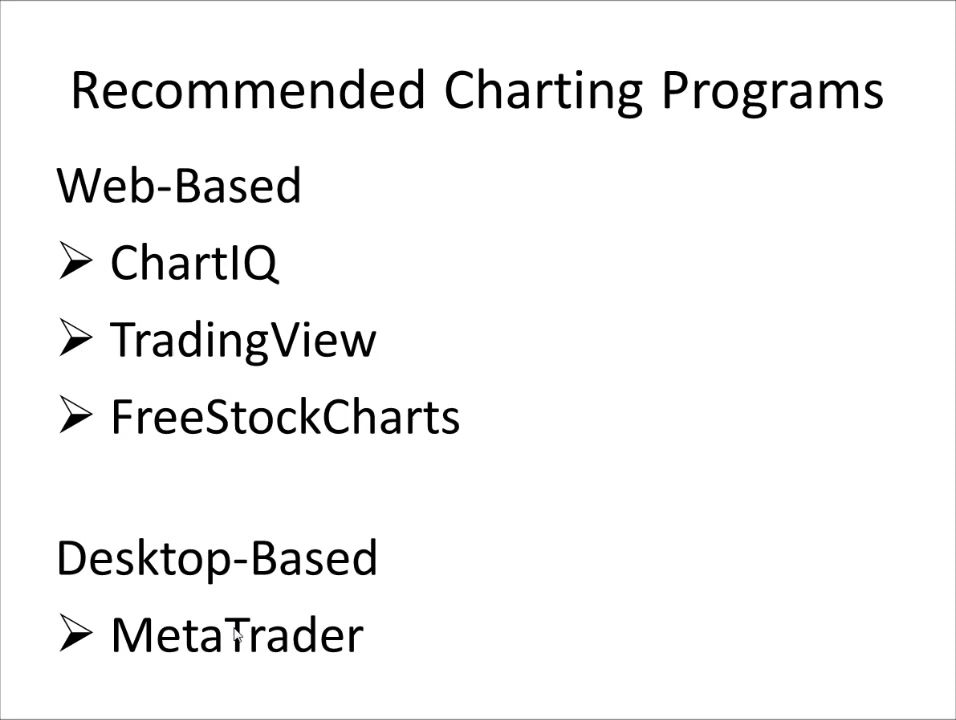 Recommended Charting Programs
Web-Based
➢ ChartIQ
➢ TradingView
➢ FreeStockCharts
Desktop-Based
➢ MetaTrader